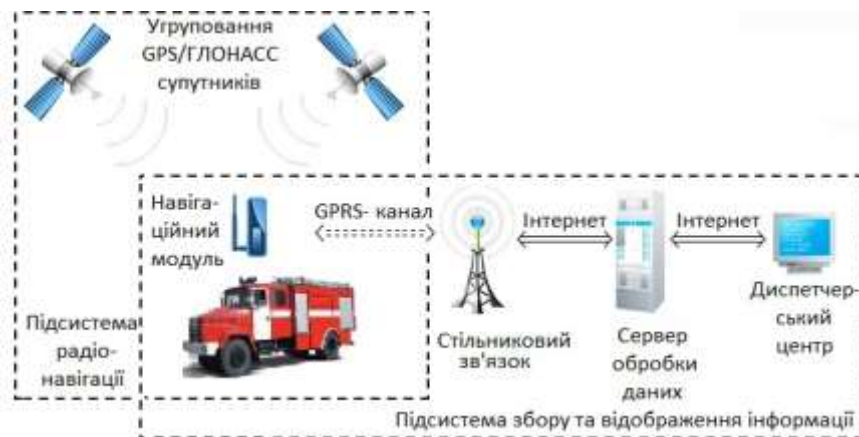 Угруповання
GPS/ГЛОНАСС
супутників
Навіга-
ційний
модуль
GPRS- канал
Інтернет
Інтернет
Підсистема
радіо-
навігації
Стільниковий
зв'язок
Сервер
обробки
даних
Диспетчер-
ський
центр
Підсистема збору та відображення інформації